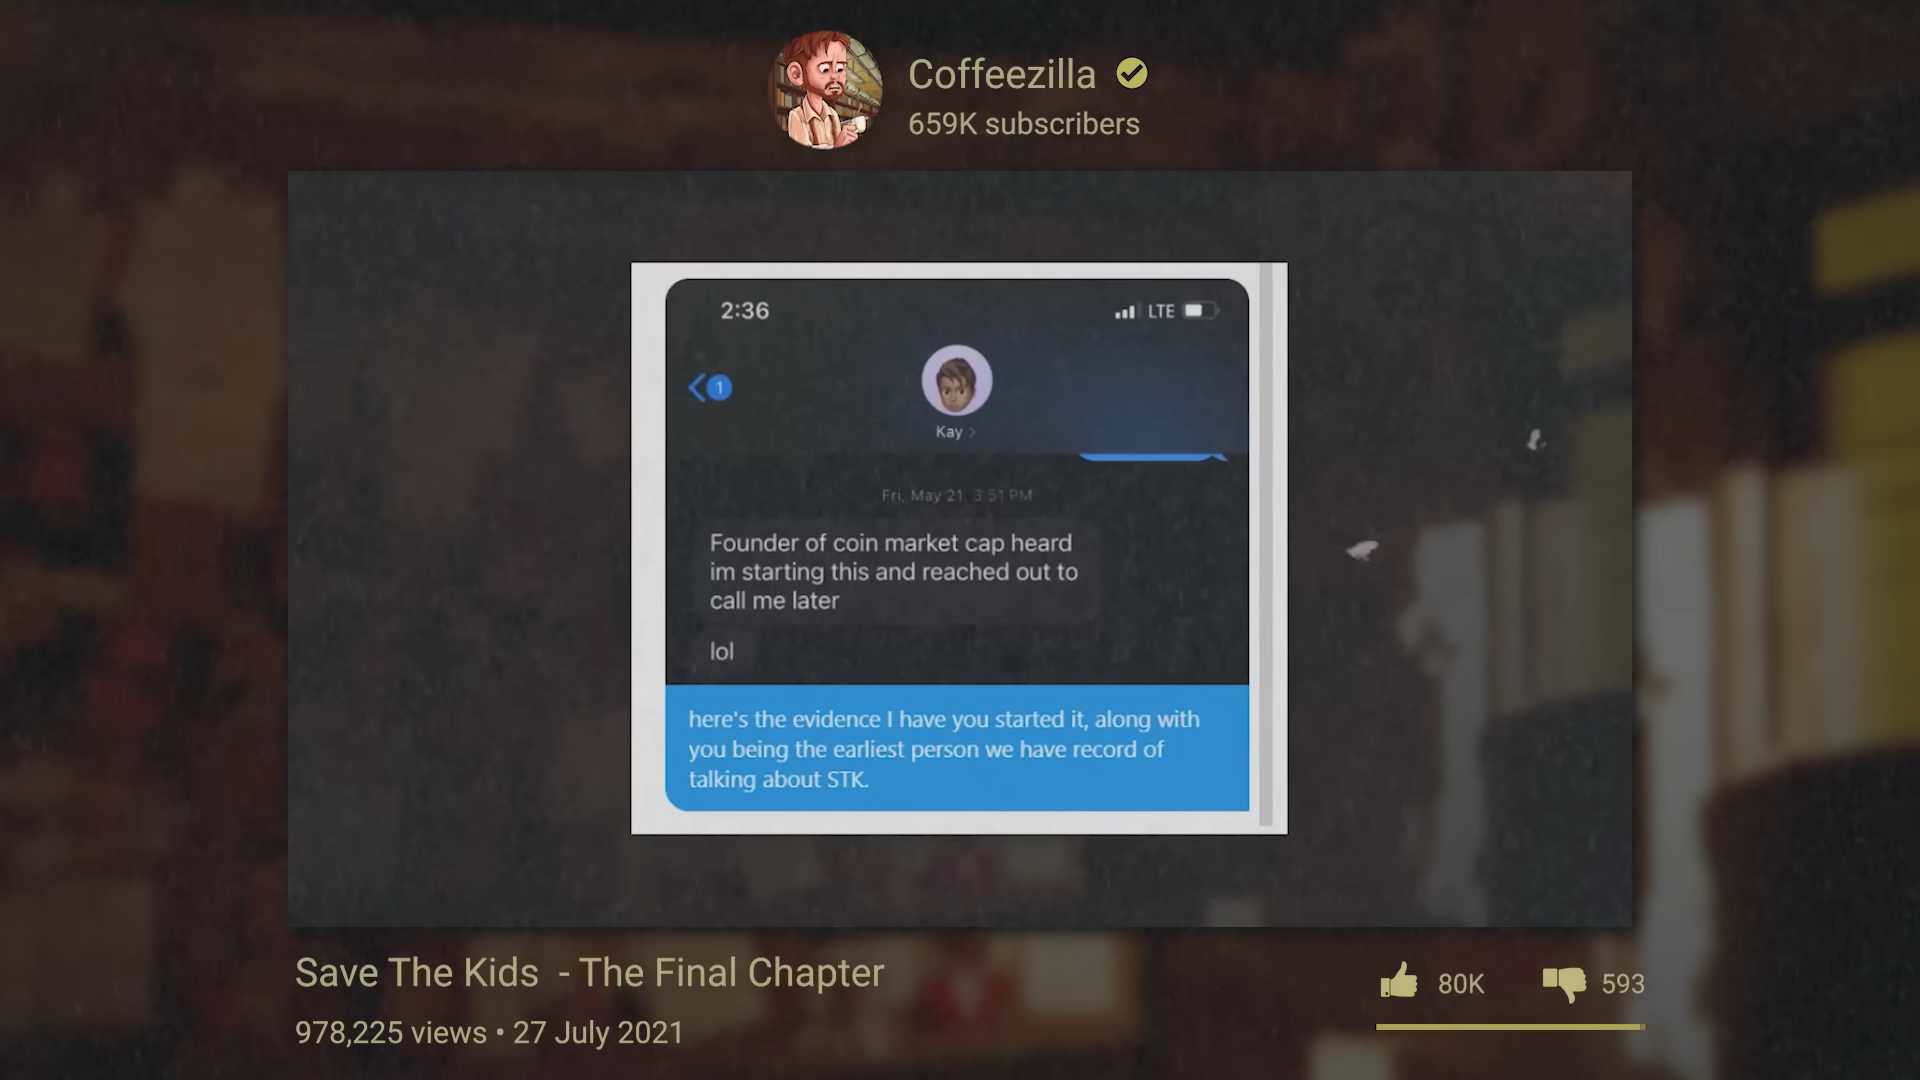 Coffeezilla
659K subscribers
2:36
LTE
1
Kay
Fri, May 21, 3:51 PM
Founder of coin market cap heard
im starting this and reached out to
call me later
lol
here's the evidence I have you started it, along with
you being the earliest person we have record of
talking about STK.
Save The Kids - The Final Chapter
80K
593
978,225 views • 27 July 2021